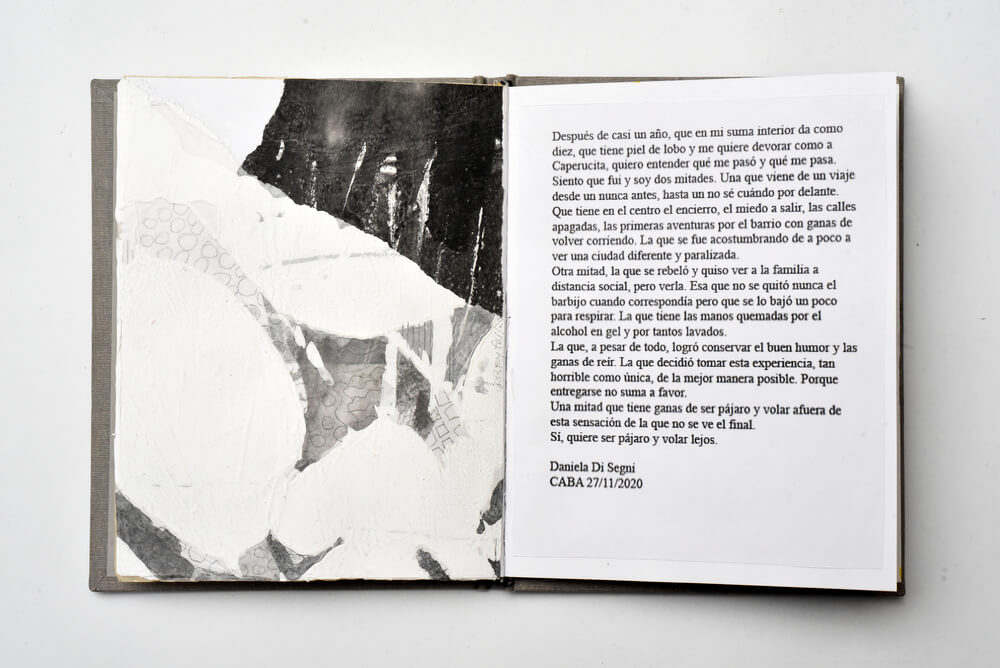 Después de casi un año, que en mi suma interior da como
diez, que tiene piel de lobo y me quiere devorar como a
Caperucita, quiero entender qué me pasó y qué me pasa.
Siento que fui y soy dos mitades. Una que viene de un viaje
desde un nunca antes, hasta un no sé cuándo por delante.
Que tiene en el centro el encierro, el miedo a salir, las calles
apagadas, las primeras aventuras por el barrio con ganas de
volver corriendo. La que se fue acostumbrando de a poco a
ver una ciudad diferente y paralizada.
Otra mitad, la que se rebeló y quiso ver a la familia a
distancia social, pero verla. Esa que no se quitó nunca el
barbijo cuando correspondía pero que se lo bajó un poco
para respirar. La que tiene las manos quemadas por el
alcohol en gel y por tantos lavados.
La que, a pesar de todo, logró conservar el buen humor y las
ganas de reír. La que decidió tomar esta experiencia, tan
horrible como única, de la mejor manera posible. Porque
entregarse no suma a favor.
Una mitad que tiene ganas de ser pájaro y volar afuera de
esta sensación de la que no se ve el final.
Sí, quiere ser pájaro y volar lejos.
Daniela Di Segni
CABA 27/11/2020